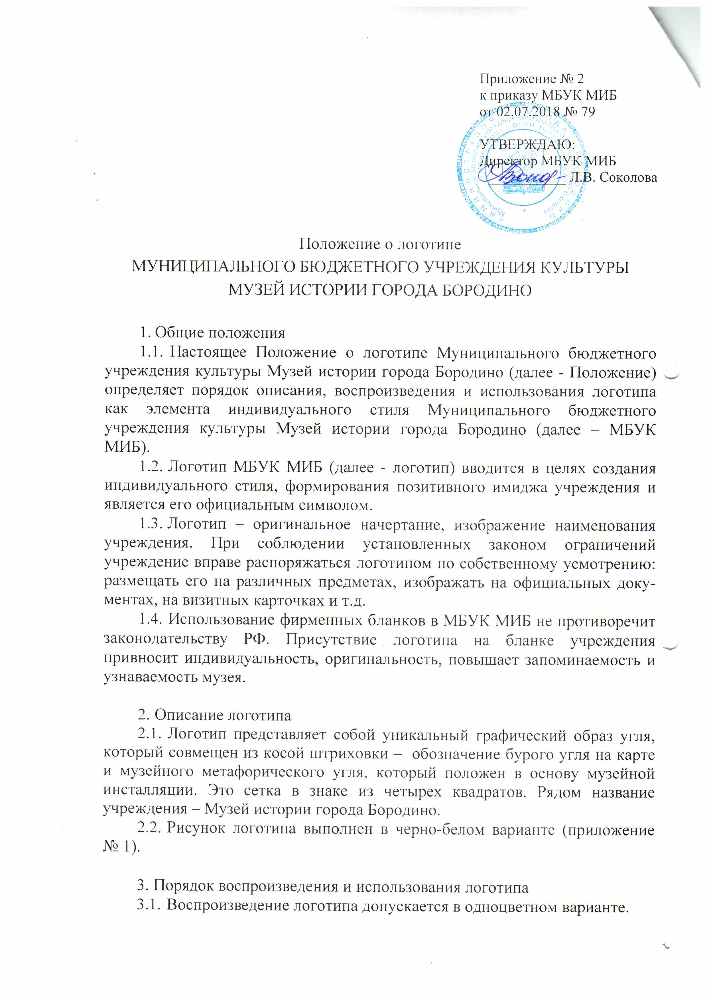 Приложение № 2
к приказу МБУК МИБ
от 02.07.2018 № 79
УТВЕРЖДАЮ:
Директор МБУК МИБ
Л.В. Соколова
АДМИНИСТРАЦИЯ ГОРОДА БОРОДИНО
Положение о логотипе
МУНИЦИПАЛЬНОГО БЮДЖЕТНОГО УЧРЕЖДЕНИЯ КУЛЬТУРЫ
МУЗЕЙ ИСТОРИИ ГОРОДА БОРОДИНО
1. Общие положения
1.1. Настоящее Положение о логотипе Муниципального бюджетного
учреждения культуры Музей истории города Бородино (далее - Положение)
определяет порядок описания, воспроизведения и использования логотипа
как элемента индивидуального стиля Муниципального бюджетного
учреждения культуры Музей истории города Бородино (далее – МБУК
МИБ).
1.2. Логотип МБУК МИБ (далее - логотип) вводится в целях создания
индивидуального стиля, формирования позитивного имиджа учреждения и
является его официальным символом.
1.3. Логотип – оригинальное начертание, изображение наименования
учреждения. При соблюдении установленных законом ограничений
учреждение вправе распоряжаться логотипом по собственному усмотрению:
размещать его на различных предметах, изображать на официальных доку-
ментах, на визитных карточках и т.д.
1.4. Использование фирменных бланков в МБУК МИБ не противоречит
законодательству РФ. Присутствие логотипа на бланке учреждения
привносит индивидуальность, оригинальность, повышает запоминаемость и
узнаваемость музея.
2. Описание логотипа
2.1. Логотип представляет собой уникальный графический образ угля,
который совмещен из косой штриховки – обозначение бурого угля на карте
и музейного метафорического угля, который положен в основу музейной
инсталляции. Это сетка в знаке из четырех квадратов. Рядом название
учреждения – Музей истории города Бородино.
2.2. Рисунок логотипа выполнен в черно-белом варианте (приложение
№ 1).
3. Порядок воспроизведения и использования логотипа
3.1. Воспроизведение логотипа допускается в одноцветном варианте.